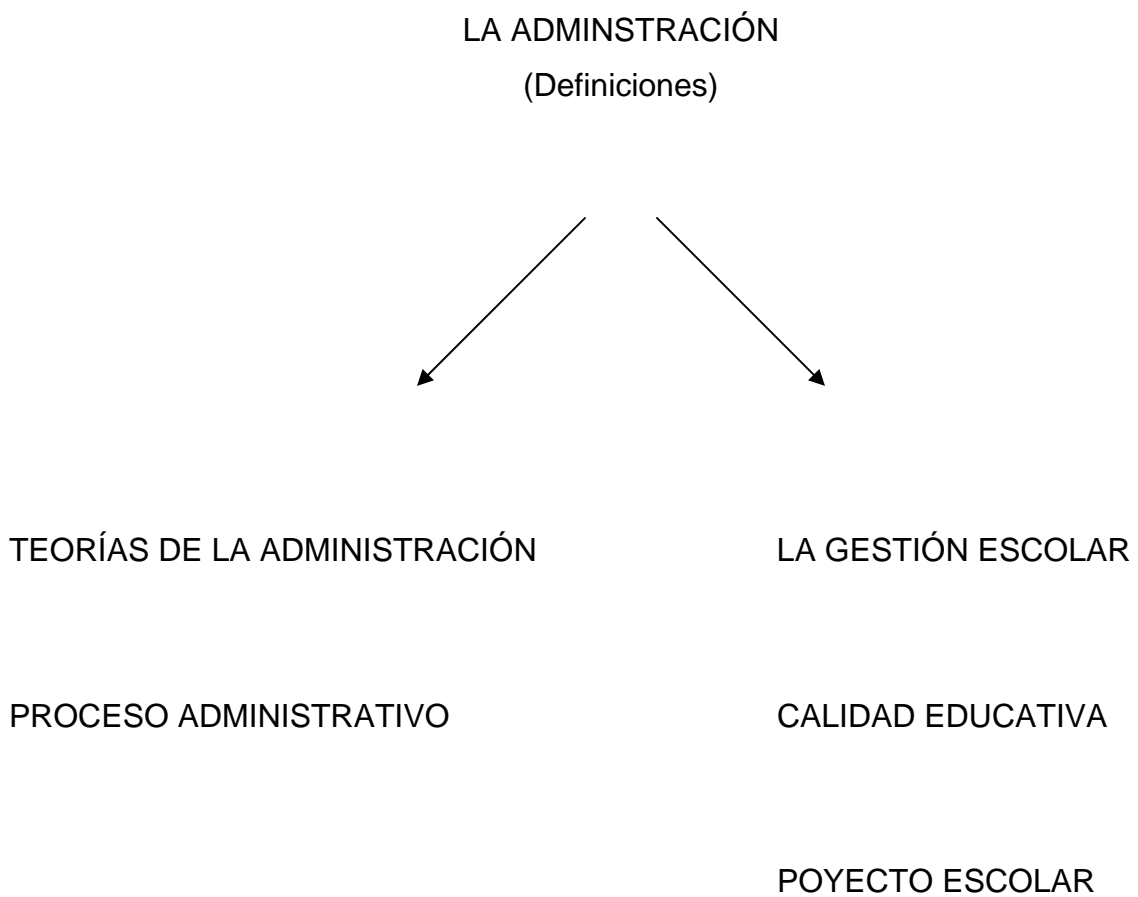 LA ADMINSTRACIÓN
(Definiciones)
TEORÍAS DE LA ADMINISTRACIÓN
LA GESTIÓN ESCOLAR
PROCESO ADMINISTRATIVO
CALIDAD EDUCATIVA
POYECTO ESCOLAR